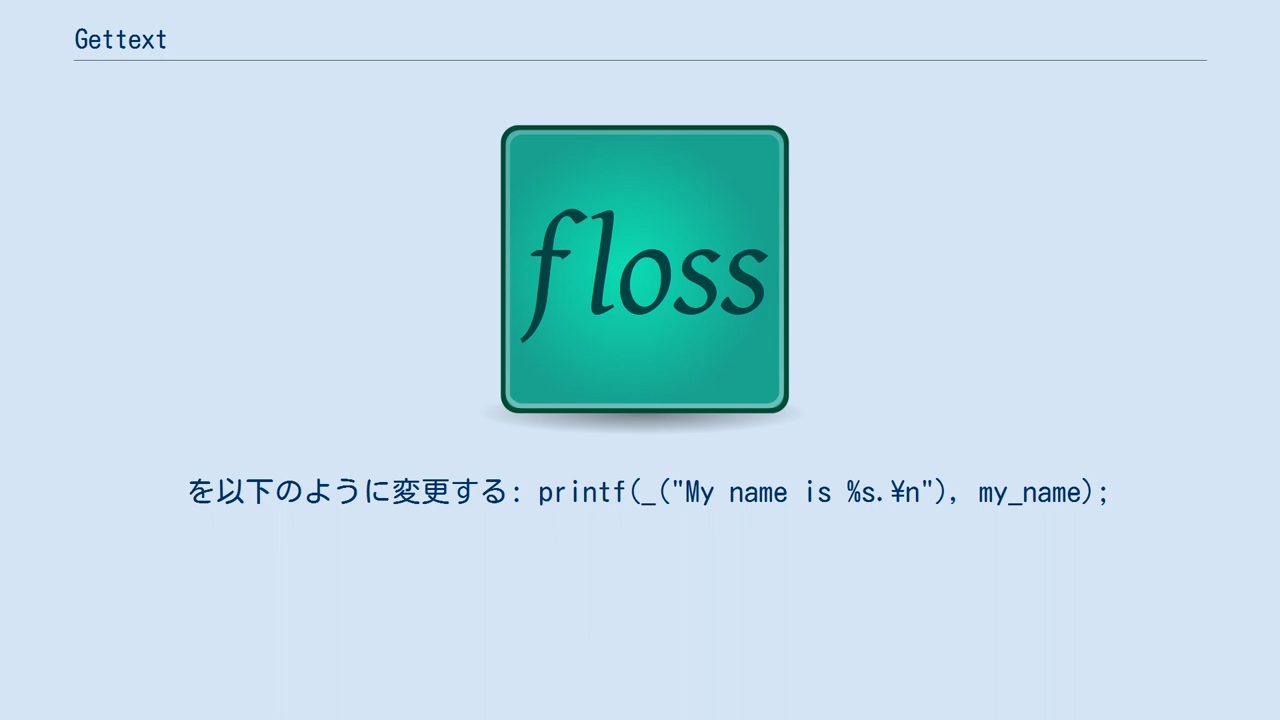 Gettext
floss
を以下のように変更する: printf(_("My name is %s.¥n"), my_name);